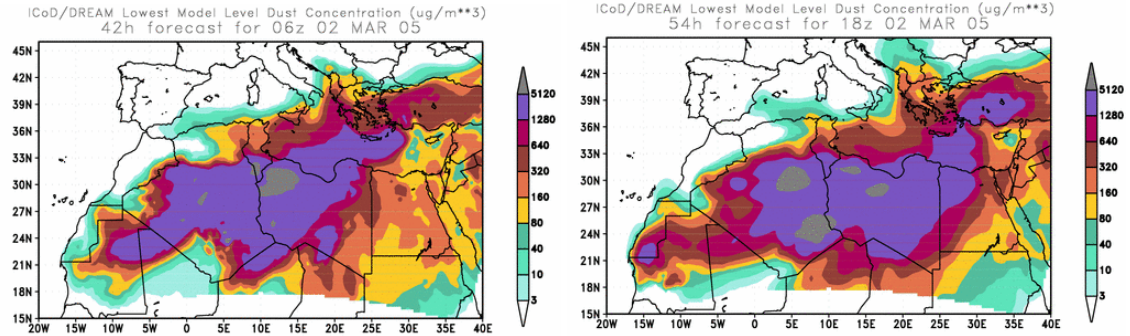 ICoD/DREAM Lowest Model Level Dust Concentration (ug/m**3)
42h forecast for 06z 02 MAR 05
45N
42N
39N
36N
33N
30N
27N
24N
21N
18N
15N
20W 15W 10W 5W 0 5E 10E 15E 20E 25E 30E 35E 40E
5120
1280
640
320
160
80
40
10
3
ICoD/DREAM Lowest Model Level Dust Concentration (ug/m**3)
54h forecast for 18z 02 MAR 05
45N
42N
39N
36N
33N
30N
27N
24N
21N
18N
15N
20W 15W 10W 5W 0 5E 10E 15E 20E 25E 30E 35E 40E
5120
1280
640
320
160
80
40
10
3